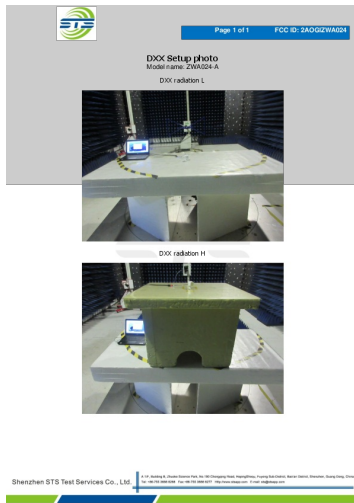 STS
Page 1 of 1 FCC ID: 2AOGIZWA024
DXX Setup photo
Model name: ZWA024-A
DXX radiation L
DXX radiation H
Shenzhen STS Test Services Co., Ltd.